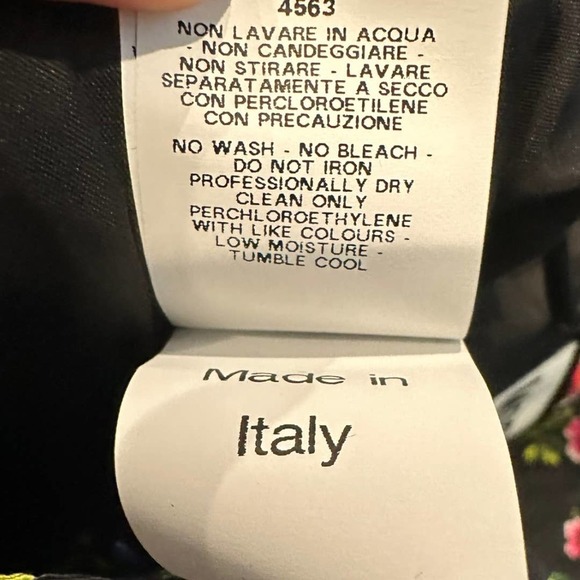 4563
NON LAVARE IN ACQUA
- NON CANDEGGIARE -
NON STIRARE - LAVARE
SEPARATAMENTE A SECCO
CON PERCLOROETILENE
CON PRECAUZIONE
NO WASH - NO BLEACH -
DO NOT IRON
PROFESSIONALLY DRY
CLEAN ONLY
PERCHLOROETHYLENE
WITH LIKE COLOURS -
LOW MOISTURE -
TUMBLE COOL
Made in
Italy